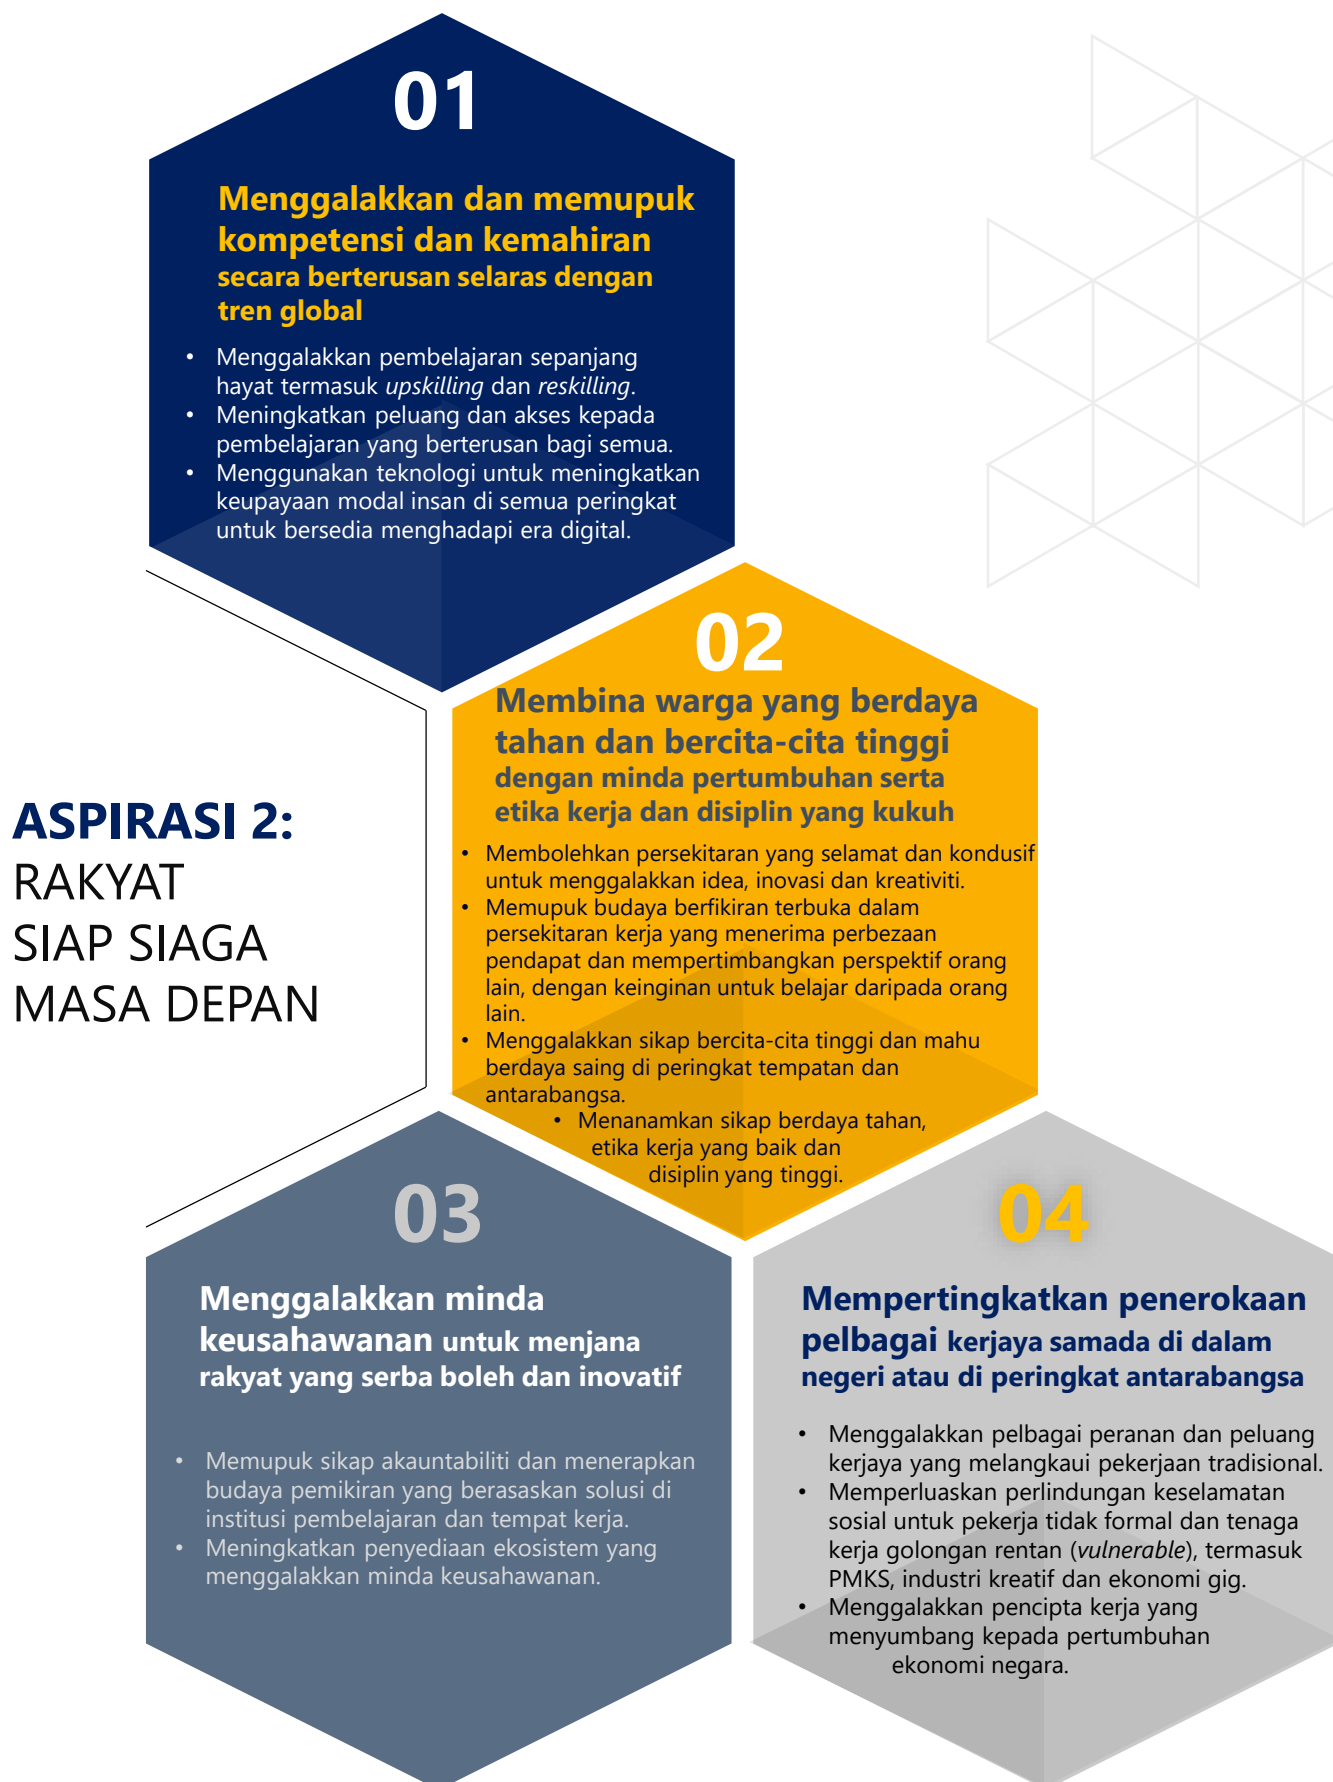 01
Menggalakkan dan memupuk
kompetensi dan kemahiran
secara berterusan selaras dengan
tren global
• Menggalakkan pembelajaran sepanjang
hayat termasuk upskilling dan reskilling.
• Meningkatkan peluang dan akses kepada
pembelajaran yang berterusan bagi semua.
• Menggunakan teknologi untuk meningkatkan
keupayaan modal insan di semua peringkat
untuk bersedia menghadapi era digital.
ASPIRASI 2:
RAKYAT
SIAP SIAGA
MASA DEPAN
02
Membina warga yang berdaya
tahan dan bercita-cita tinggi
dengan minda pertumbuhan serta
etika kerja dan disiplin yang kukuh
• Membolehkan persekitaran yang selamat dan kondusif
untuk menggalakkan idea, inovasi dan kreativiti.
• Memupuk budaya berfikiran terbuka dalam
persekitaran kerja yang menerima perbezaan
pendapat dan mempertimbangkan perspektif orang
lain, dengan keinginan untuk belajar daripada orang
lain.
• Menggalakkan sikap bercita-cita tinggi dan mahu
berdaya saing di peringkat tempatan dan
antarabangsa.
• Menanamkan sikap berdaya tahan,
etika kerja yang baik dan
disiplin yang tinggi.
03
Menggalakkan minda
keusahawanan untuk menjana
rakyat yang serba boleh dan inovatif
• Memupuk sikap akauntabiliti dan menerapkan
budaya pemikiran yang berasaskan solusi di
institusi pembelajaran dan tempat kerja.
• Meningkatkan penyediaan ekosistem yang
menggalakkan minda keusahawanan.
04
Mempertingkatkan penerokaan
pelbagai kerjaya samada di dalam
negeri atau di peringkat antarabangsa
• Menggalakkan pelbagai peranan dan peluang
kerjaya yang melangkaui pekerjaan tradisional.
• Memperluaskan perlindungan keselamatan
sosial untuk pekerja tidak formal dan tenaga
kerja golongan rentan (vulnerable), termasuk
PMKS, industri kreatif dan ekonomi gig.
• Menggalakkan pencipta kerja yang
menyumbang kepada pertumbuhan
ekonomi negara.